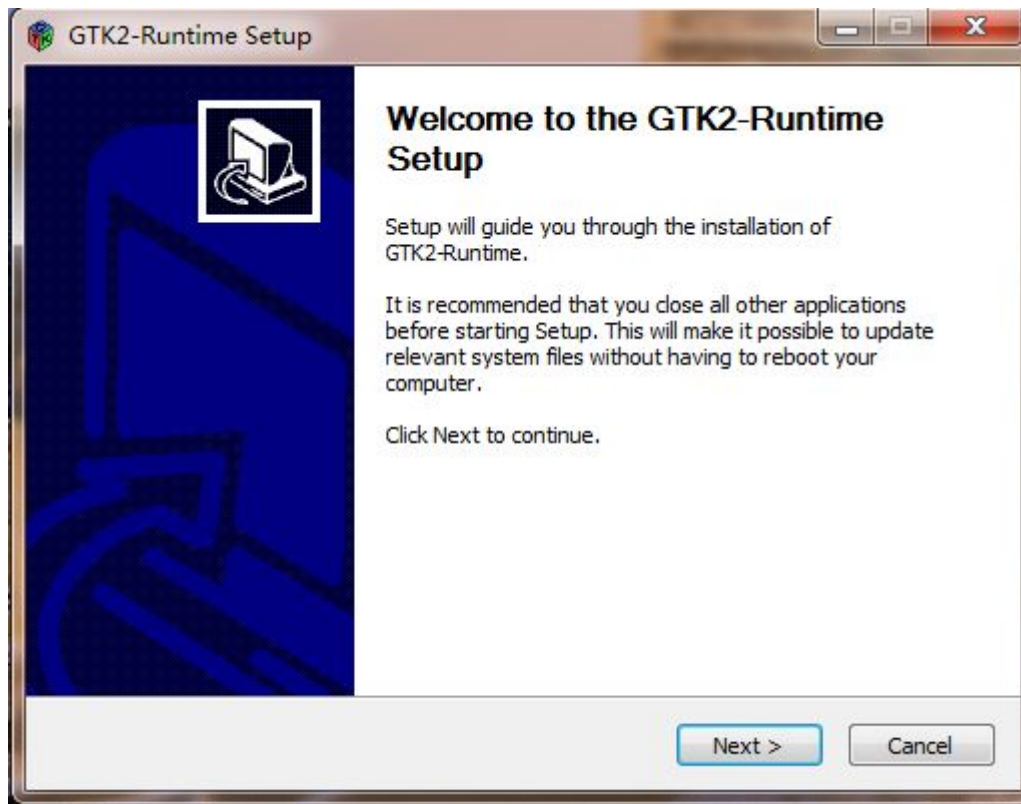 GTK2-Runtime Setup
Welcome to the GTK2-Runtime
Setup
Setup will guide you through the installation of
GTK2-Runtime.
It is recommended that you close all other applications
before starting Setup. This will make it possible to update
relevant system files without having to reboot your
computer.
Click Next to continue.
Next >
Cancel